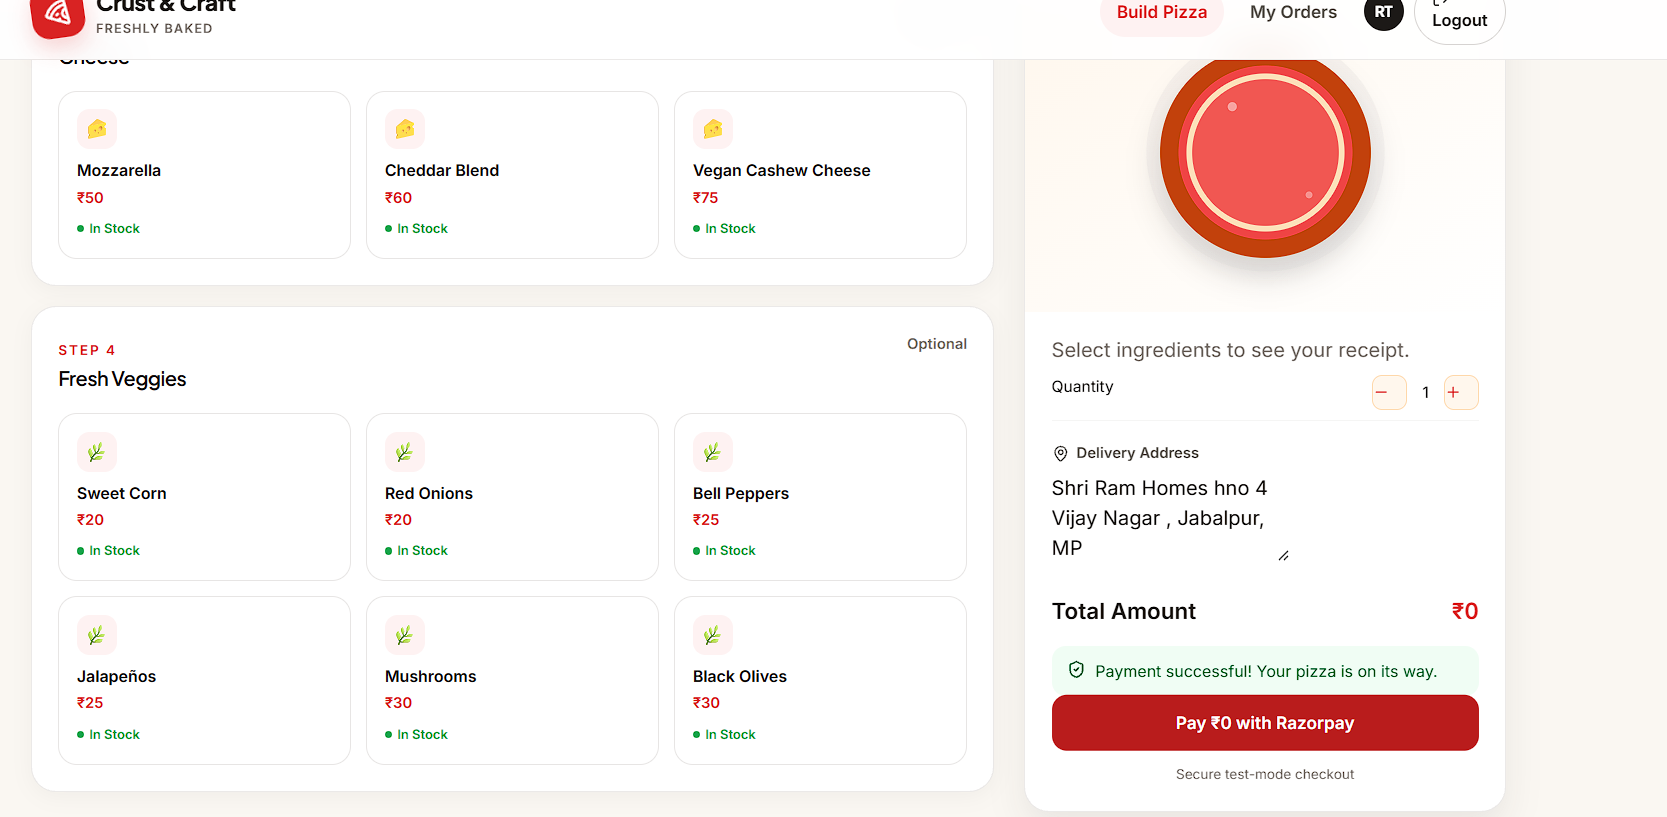 Crust & Craft
FRESHLY BAKED
Build Pizza
My Orders
RT
Logout
Cheese
Mozzarella
₹50
In Stock
Cheddar Blend
₹60
In Stock
Vegan Cashew Cheese
₹75
In Stock
STEP 4
Optional
Fresh Veggies
Sweet Corn
₹20
In Stock
Red Onions
₹20
In Stock
Bell Peppers
₹25
In Stock
Jalapeños
₹25
In Stock
Mushrooms
₹30
In Stock
Black Olives
₹30
In Stock
Select ingredients to see your receipt.
Quantity
− 1 +
Delivery Address
Shri Ram Homes hno 4
Vijay Nagar , Jabalpur,
MP
Total Amount ₹0
Payment successful! Your pizza is on its way.
Pay ₹0 with Razorpay
Secure test-mode checkout